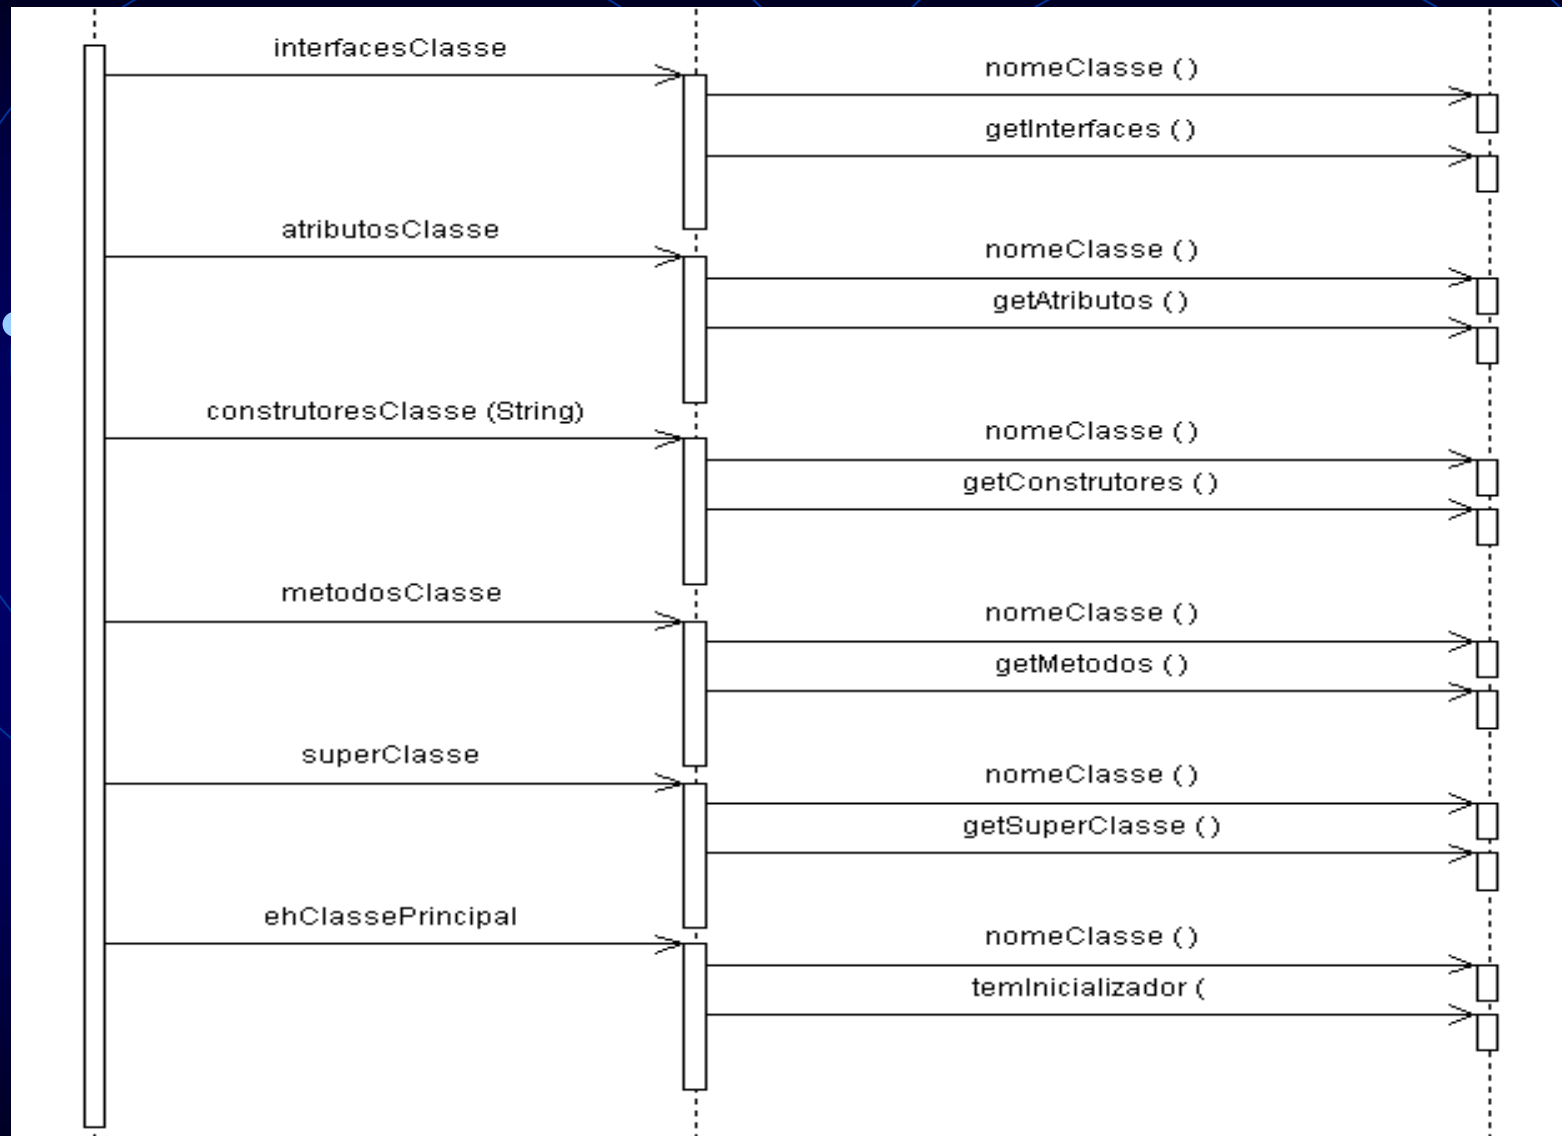 interfacesClasse
nomeClasse ()
getInterfaces ()
atributosClasse
nomeClasse ()
getAtributos ()
construtoresClasse (String)
nomeClasse ()
getConstrutores ()
metodosClasse
nomeClasse ()
getMetodos ()
superClasse
nomeClasse ()
getSuperClasse ()
ehClassePrincipal
nomeClasse ()
temInicializador (